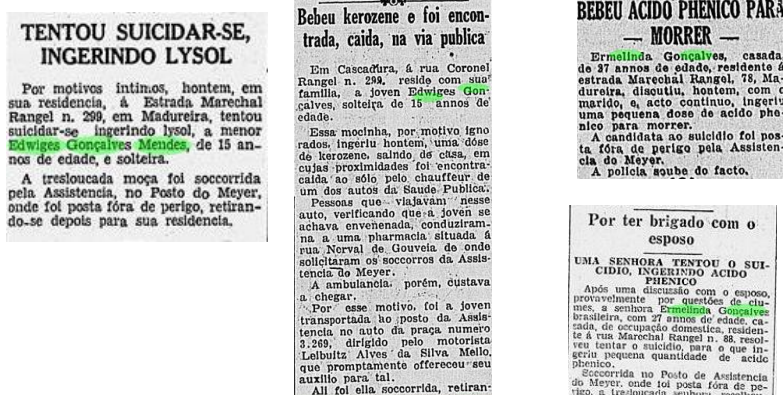 TENTOU SUICIDAR-SE,
INGERINDO LYSOL
Por motivos intimos, hontem, em
sua residencia, á Estrada Marechal
Rangel n. 299, em Madureira, tentou
suicidar-se ingerindo lysol, a menor
Edwiges Gonçalves Mendes, de 15 an-
nos de edade, e solteira.
A tresloucada moça foi soccorrida
pela Assistencia, no Posto do Meyer,
onde foi posta fóra de perigo, retiran-
do-se depois para sua residencia.
Bebeu kerozene e foi encon-
trada, caida, na via publica
Em Cascadura, á rua Coronel
Rangel n. 299, reside com sua
familia, a joven Edwiges Gon-
çalves, solteira de 15 annos de
edade.
Essa mocinha, por motivo igno
rados, ingeriu hontem, uma dóse
de kerozene, saindo de casa, em
cujas proximidades foi encontra-
caida ao sólo pelo chauffeur de
um dos autos da Saude Publica.
Pessoas que viajavam nesse
auto, verificando que a joven se
achava envenenada, conduziram-
na a uma pharmacia situada á
rua Nerval de Gouveia de onde
solicitaram os soccorros da Assis-
tencia do Meyer.
A ambulancia, porém, custava
a chegar.
Por esse motivo, foi a joven
transportada ao posto da Assis-
tencia no auto da praça numero
3.269, dirigido pelo motorista
Leibultz Alves da Silva Mello,
que promptamente offereceu seu
auxilio para tal.
Ali foi ella soccorrida, retiran-
BEBEU ACIDO PHENICO PARA
— MORRER —
Ermelinda Gonçalves, casada
de 27 annos de edade, residente á
estrada Marechal Rangel, 78, Ma-
dureira, discutiu, hontem, com o
marido, e, acto continuo, ingeri
uma pequena dose de acido phe-
nico para morrer.
A candidata ao suicidio foi pos-
ta fóra de perigo pela Assisten-
cia do Meyer.
A policia soube do facto.
Por ter brigado com o
esposo
UMA SENHORA TENTOU O SUI-
CIDIO, INGERINDO ACIDO
PHENICO
Após uma discussão com o esposo,
provavelmente por questões de ciu-
mes, a senhora Ermelinda Gonçalves
brasileira, com 27 annos de edade, ca-
sada, de occupação domestica, residen-
te á rua Marechal Rangel n. 88, resol-
veu tentar o suicidio, para o que in-
geriu pequena quantidade de acido
phenico.
Soccorrida no Posto de Assistencia
do Meyer, onde foi posta fóra de pe-
rigo, a tresloucada senhora